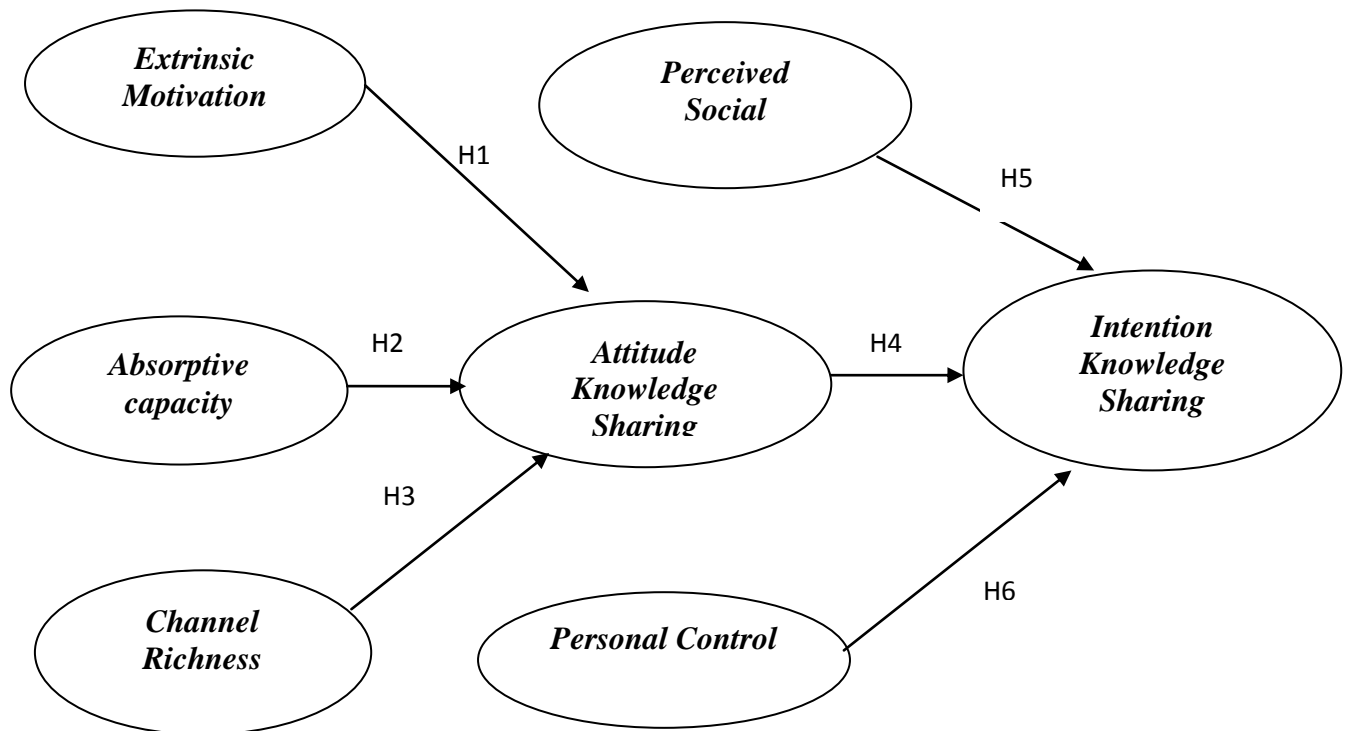 Extrinsic
Motivation
Perceived
Social
H1
H5
Absorptive
capacity
H2
Attitude
Knowledge
Sharing
H4
Intention
Knowledge
Sharing
H3
Channel
Richness
Personal Control
H6